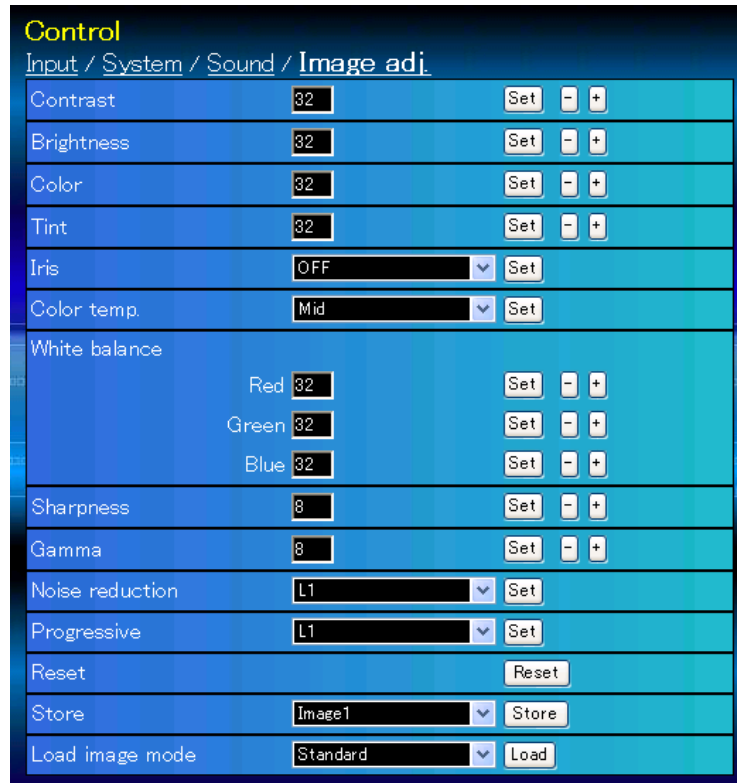 Control
Input / System / Sound / Image adj.
Contrast 32 Set - +
Brightness 32 Set - +
Color 32 Set - +
Tint 32 Set - +
Iris OFF Set
Color temp. Mid Set
White balance
Red 32 Set - +
Green 32 Set - +
Blue 32 Set - +
Sharpness 8 Set - +
Gamma 8 Set - +
Noise reduction L1 Set
Progressive L1 Set
Reset Reset
Store Image1 Store
Load image mode Standard Load